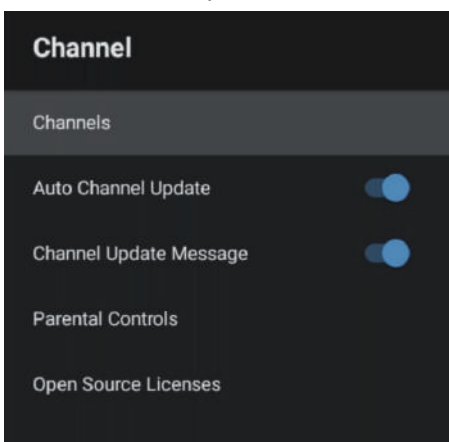 Channel
Channels
Auto Channel Update
Channel Update Message
Parental Controls
Open Source Licenses